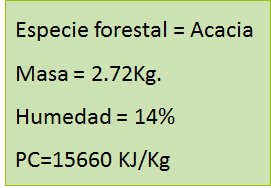 Especie forestal = Acacia
Masa = 2.72Kg.
Humedad = 14%
PC=15660 KJ/Kg